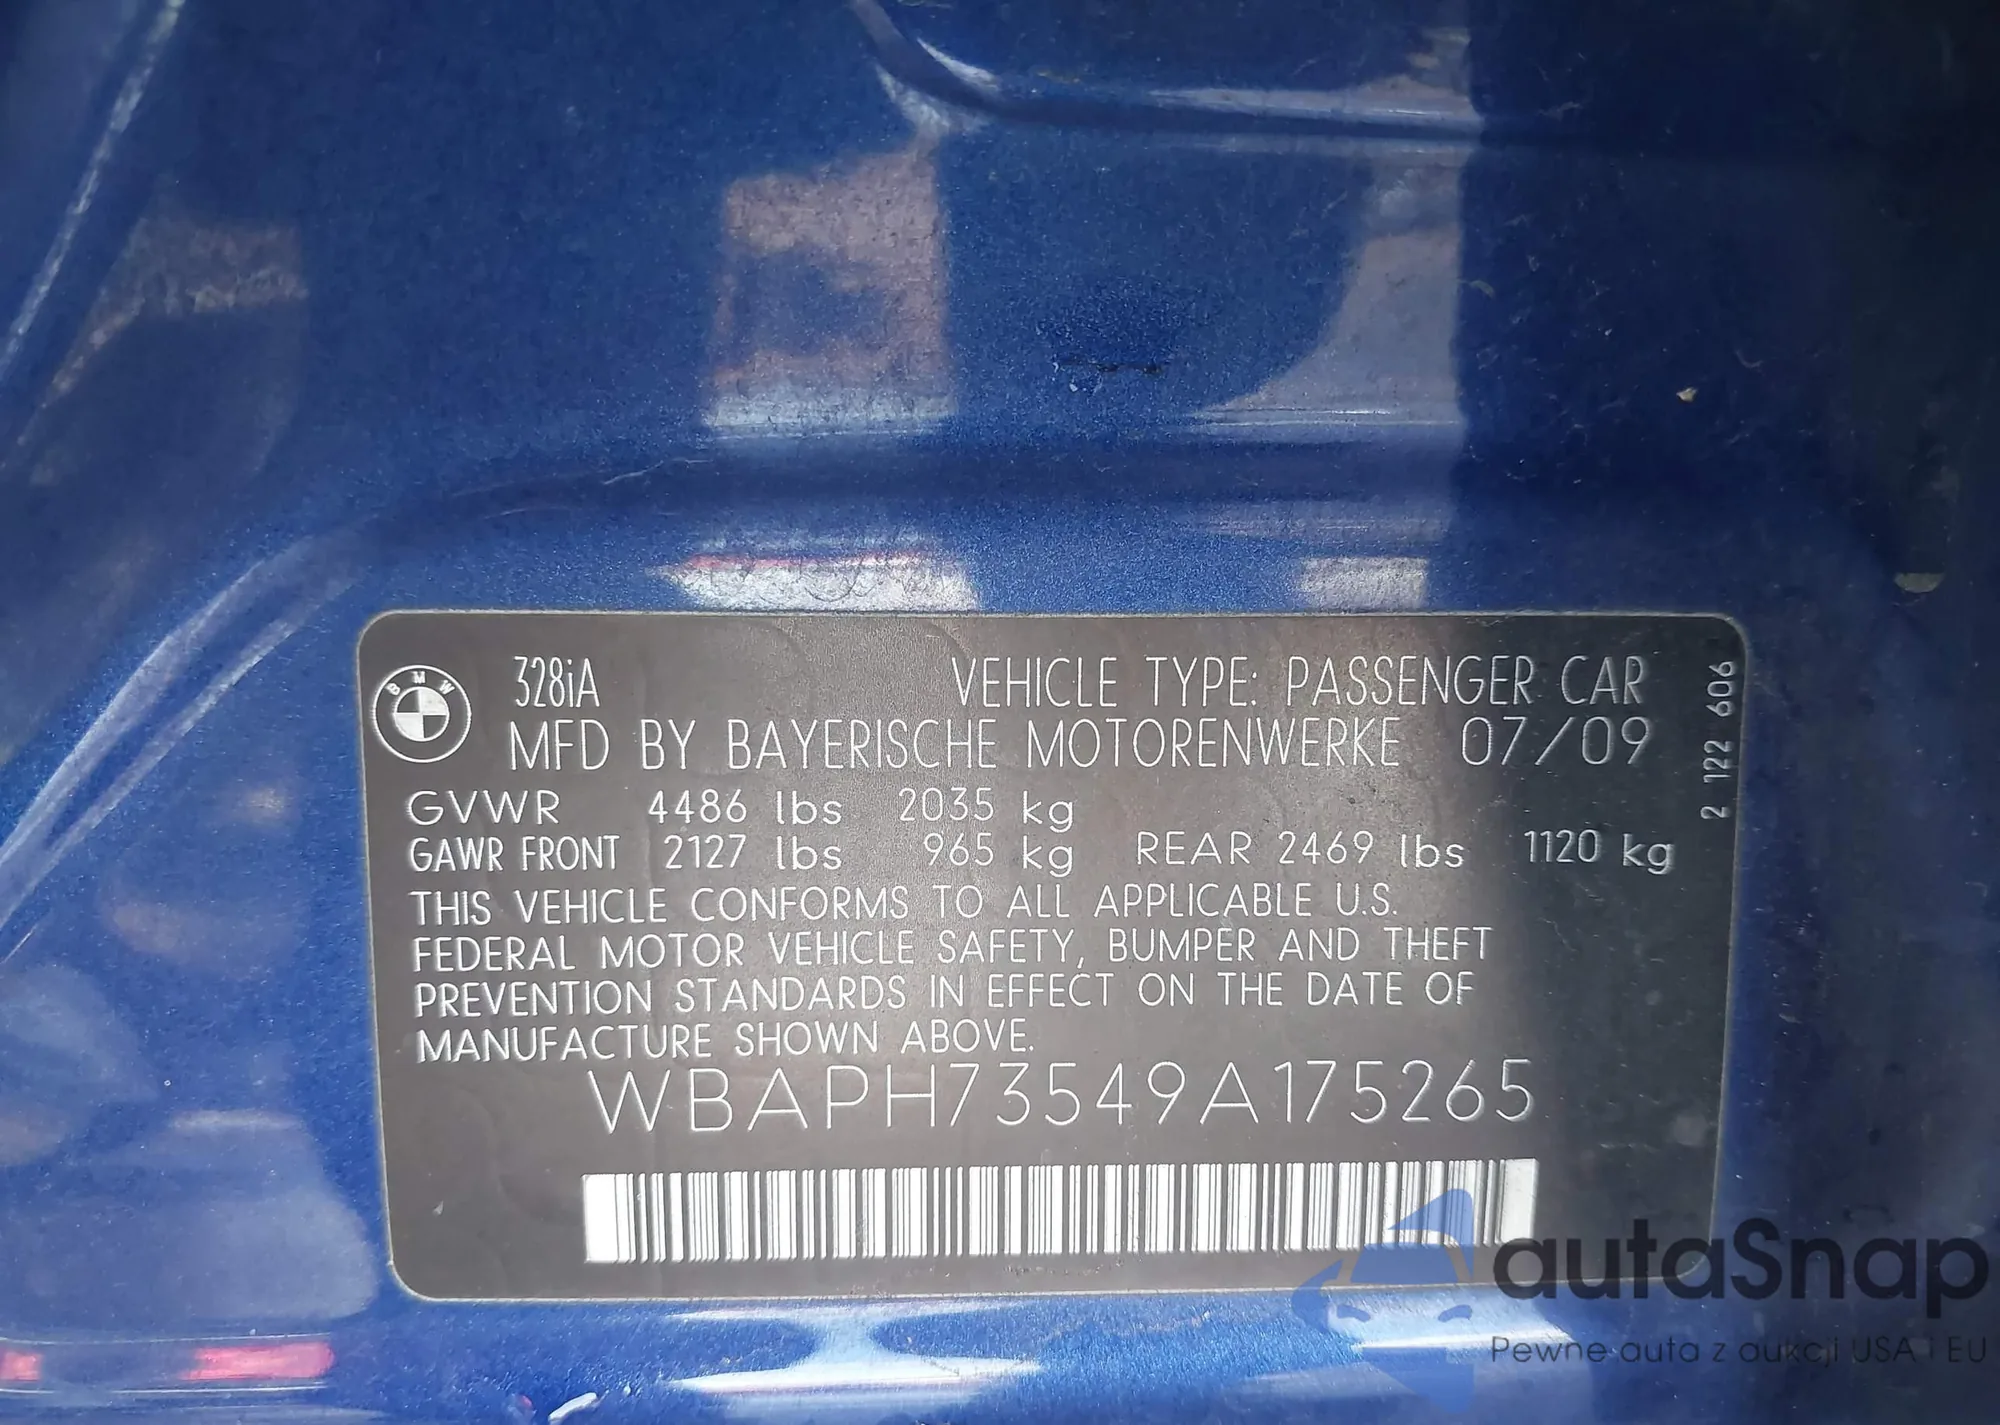 BMW
328iA VEHICLE TYPE: PASSENGER CAR
MFD BY BAYERISCHE MOTORENWERKE 07/09
GVWR 4486 lbs 2035 kg
GAWR FRONT 2127 lbs 965 kg REAR 2469 lbs 1120 kg
THIS VEHICLE CONFORMS TO ALL APPLICABLE U.S.
FEDERAL MOTOR VEHICLE SAFETY, BUMPER AND THEFT
PREVENTION STANDARDS IN EFFECT ON THE DATE OF
MANUFACTURE SHOWN ABOVE.
WBAPH73549A175265
2 122 606
autaSnap
Pewne auta z aukcji USA i EU